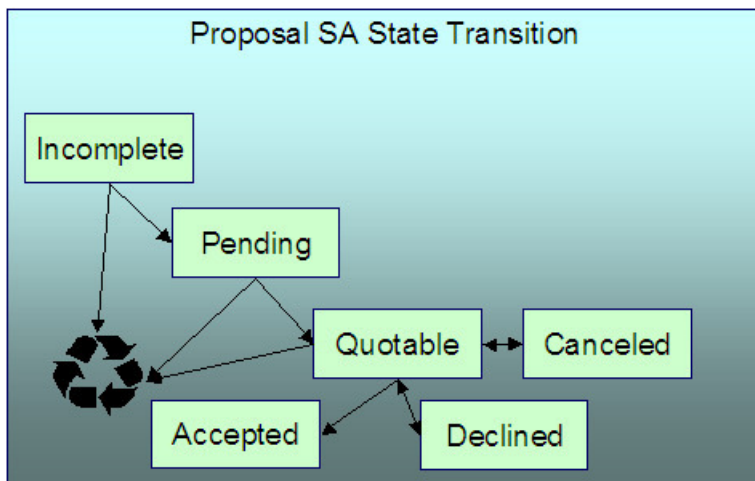 Proposal SA State Transition
Incomplete
Pending
Quotable
Canceled
Accepted
Declined